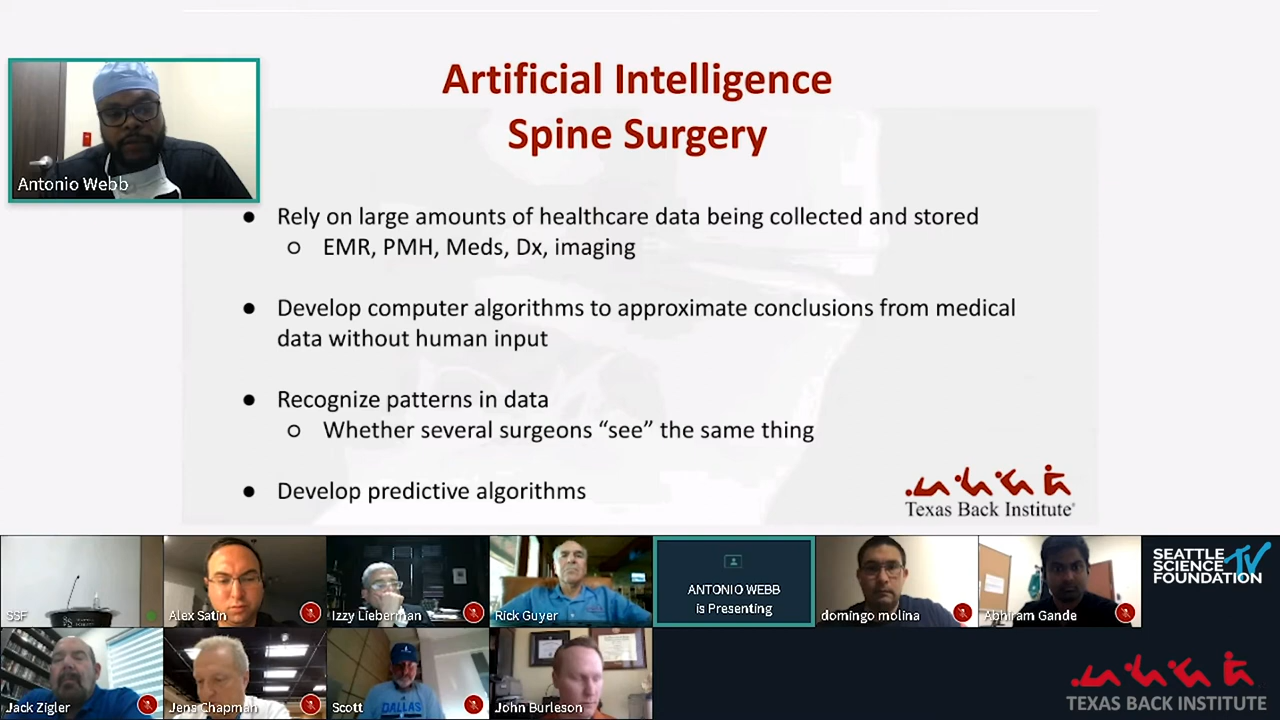 Artificial Intelligence
Spine Surgery
Antonio Webb
● Rely on large amounts of healthcare data being collected and stored
○ EMR, PMH, Meds, Dx, imaging
● Develop computer algorithms to approximate conclusions from medical
data without human input
● Recognize patterns in data
○ Whether several surgeons “see” the same thing
● Develop predictive algorithms
Texas Back Institute
SSF
Alex Satin
Izzy Lieberman
Rick Guyer
ANTONIO WEBB
is Presenting
domingo molina
Abhiram Gande
SEATTLE
SCIENCE TV
FOUNDATION
Jack Zigler
Jens Chapman
Scott
DALLAS
John Burleson
TEXAS BACK INSTITUTE